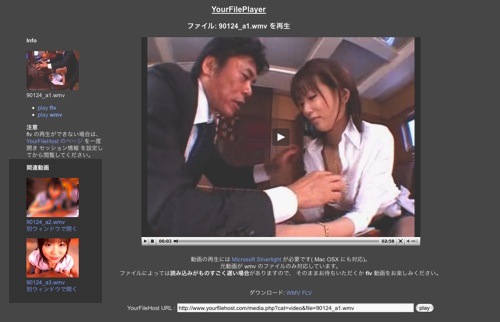 YourFilePlayer
ファイル: 90124_a1.wmv を再生
Info
90124_a1.wmv
play flv
play wmv
注意
flv の再生ができない場合は、
YourFileHost のページ を一度
開き セッション情報 を設定し
てから閲覧してください。
関連動画
90124_a2.wmv
別ウィンドウで開く
90124_a3.wmv
別ウィンドウで開く
00:03
02:58
動画の再生には Microsoft Silverlight が必要です( Mac OSX にも対応)。
元動画が wmv のファイルのみ対応しています。
ファイルによっては読み込みがものすごく遅い場合がありますので、そのままお待ちいただくか flv 動画をお楽しみください。
ダウンロード: WMV FLV
YourFileHost URL :
http://www.yourfilehost.com/media.php?cat=video&file=90124_a1.wmv
play